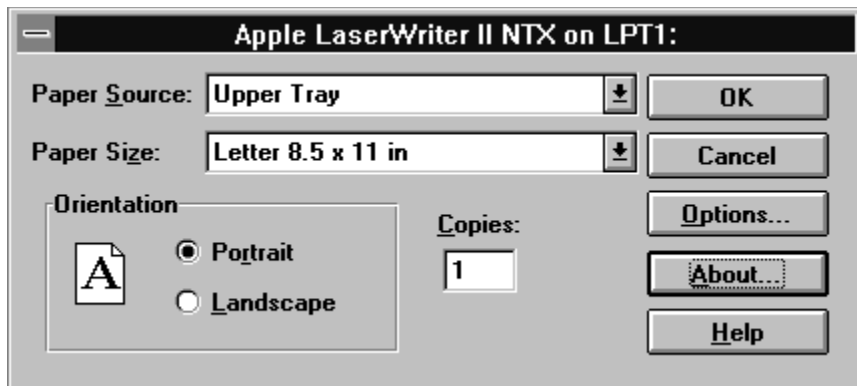 Apple LaserWriter II NTX on LPT1:
Paper Source: Upper Tray
OK
Paper Size: Letter 8.5 x 11 in
Cancel
Orientation
A
Portrait
Landscape
Copies:
1
Options...
About...
Help